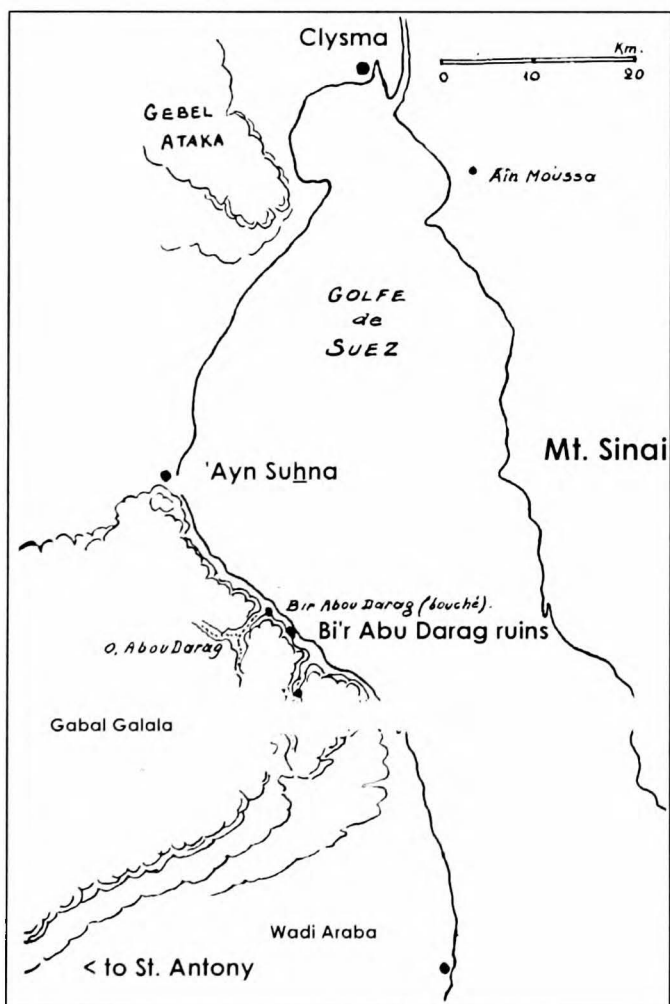 Clysma
Km.
0 10 20
GEBEL
ATAKA
Aïn Moussa
GOLFE
de
SUEZ
Mt. Sinai
'Ayn Suhna
Bir Abou Darag (bouché).
Bi'r Abu Darag ruins
O. Abou Darag
Gabal Galala
Wadi Araba
< to St. Antony